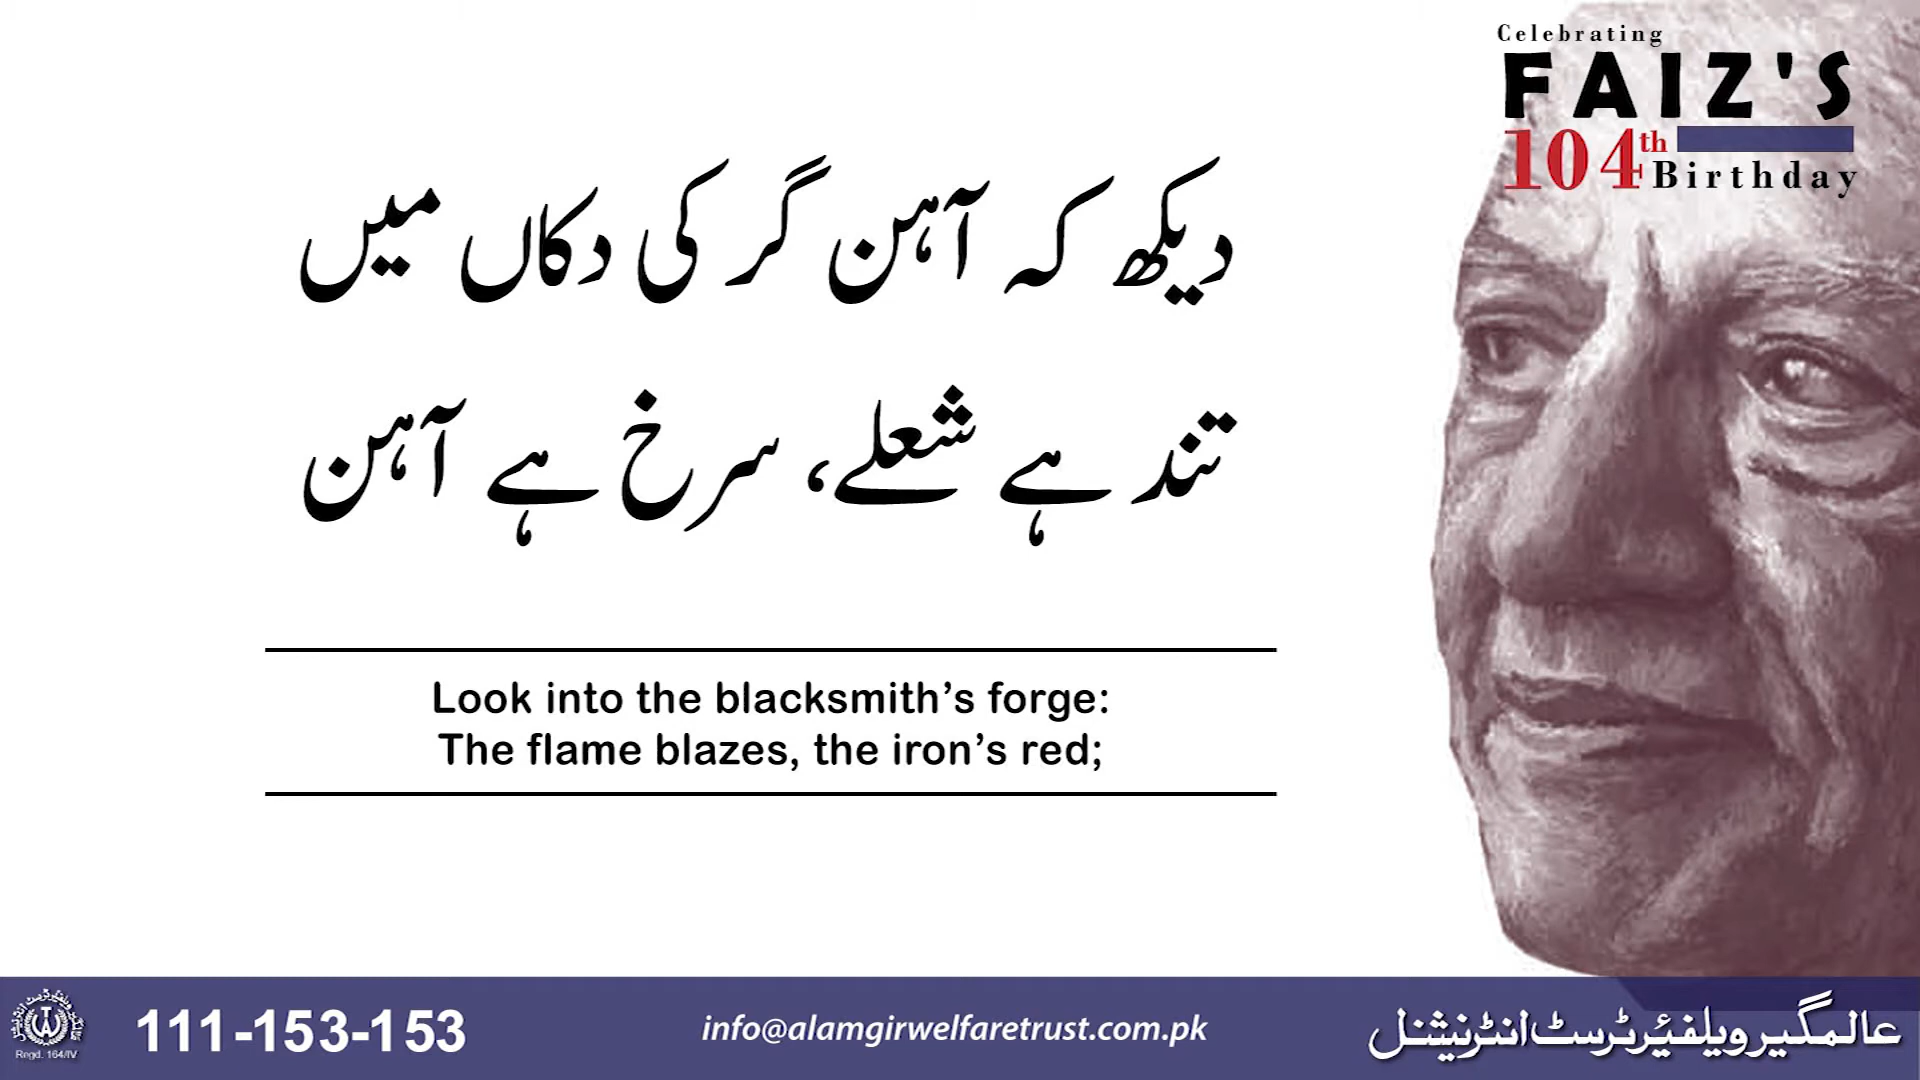 Celebrating
FAIZ'S
104th
Birthday
دیکھ کہ آہن گر کی دکاں میں
تند ہے شعلے، سرخ ہے آہن
Look into the blacksmith’s forge:
The flame blazes, the iron’s red;
Regd. 164/IV
111-153-153
info@alamgirwelfaretrust.com.pk
عالمگیر ویلفیئر ٹرسٹ انٹرنیشنل